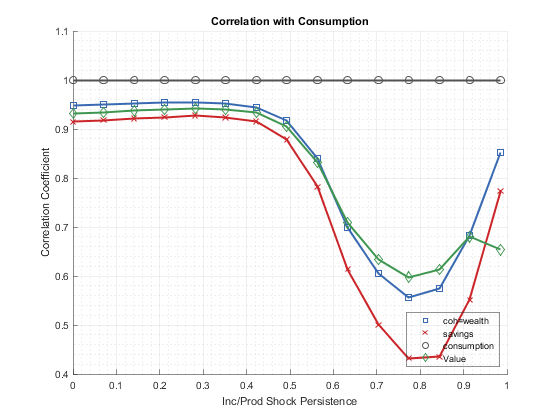 Correlation with Consumption
1.1
1
0.9
0.8
0.7
0.6
0.5
0.4
Correlation Coefficient
coh=wealth
savings
consumption
Value
0 0.1 0.2 0.3 0.4 0.5 0.6 0.7 0.8 0.9 1
Inc/Prod Shock Persistence